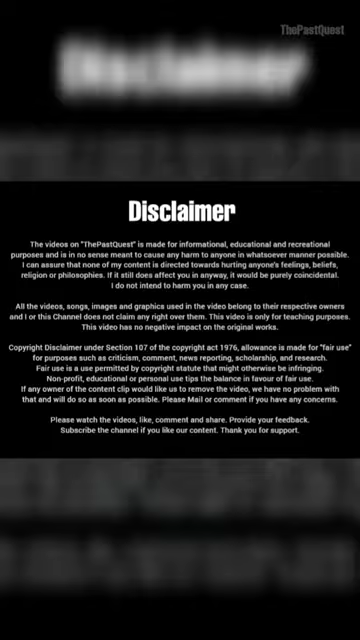 ThePastQuest
Disclaimer
Disclaimer
The videos on "ThePastQuest" is made for informational, educational and recreational
purposes and is in no sense meant to cause any harm to anyone in whatsoever manner possible.
I can assure that none of my content is directed towards hurting anyone's feelings, beliefs,
religion or philosophies. If it still does affect you in anyway, it would be purely coincidental.
I do not intend to harm you in any case.
All the videos, songs, images and graphics used in the video belong to their respective owners
and I or this Channel does not claim any right over them. This video is only for teaching purposes.
This video has no negative impact on the original works.
Copyright Disclaimer under Section 107 of the copyright act 1976, allowance is made for "fair use"
for purposes such as criticism, comment, news reporting, scholarship, and research.
Fair use is a use permitted by copyright statute that might otherwise be infringing.
Non-profit, educational or personal use tips the balance in favour of fair use.
If any owner of the content clip would like us to remove the video, we have no problem with
that and will do so as soon as possible. Please Mail or comment if you have any concerns.
Please watch the videos, like, comment and share. Provide your feedback.
Subscribe the channel if you like our content. Thank you for support.